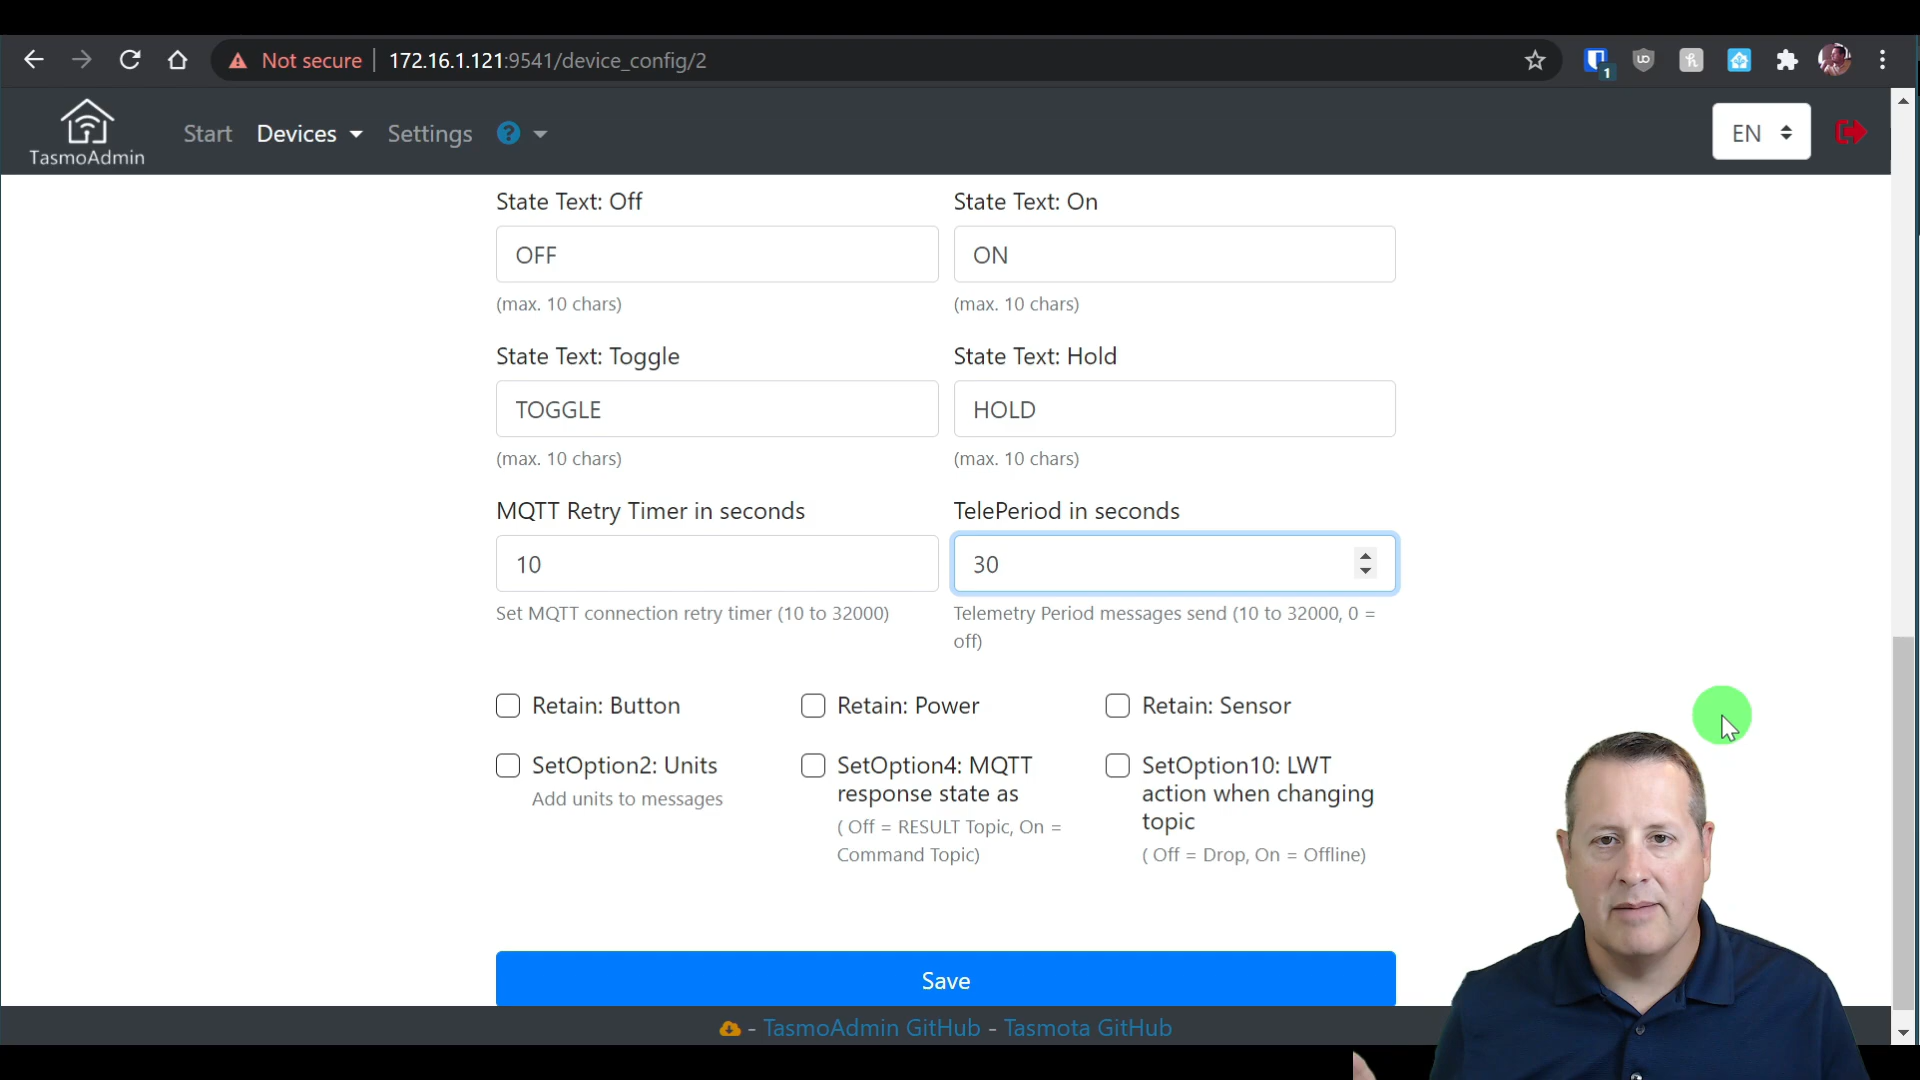 Not secure 172.16.1.121:9541/device_config/2
1
TasmoAdmin
Start Devices Settings ? EN
State Text: Off
State Text: On
OFF
ON
(max. 10 chars)
(max. 10 chars)
State Text: Toggle
State Text: Hold
TOGGLE
HOLD
(max. 10 chars)
(max. 10 chars)
MQTT Retry Timer in seconds
TelePeriod in seconds
10
30
Set MQTT connection retry timer (10 to 32000)
Telemetry Period messages send (10 to 32000, 0 =
off)
Retain: Button
Retain: Power
Retain: Sensor
SetOption2: Units
Add units to messages
SetOption4: MQTT
response state as
( Off = RESULT Topic, On =
Command Topic)
SetOption10: LWT
action when changing
topic
( Off = Drop, On = Offline)
Save
- TasmoAdmin GitHub - Tasmota GitHub